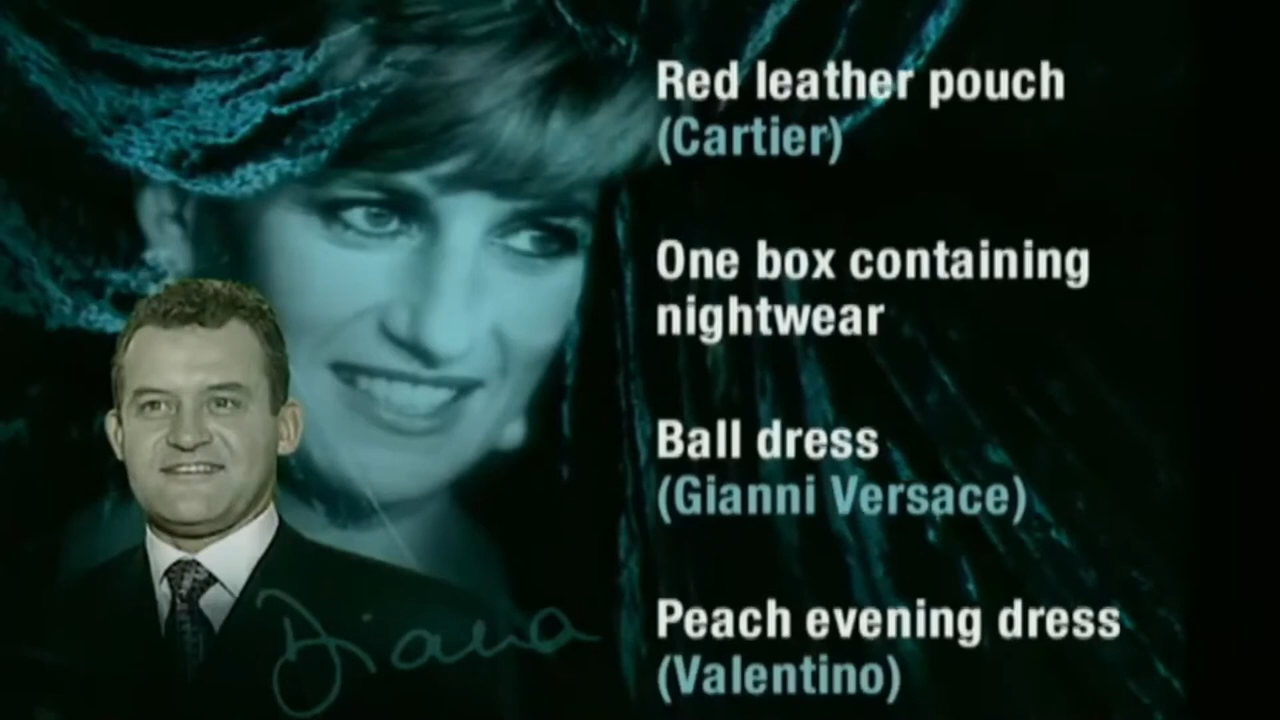 Red leather pouch
(Cartier)
One box containing
nightwear
Ball dress
(Gianni Versace)
Peach evening dress
(Valentino)
Diana